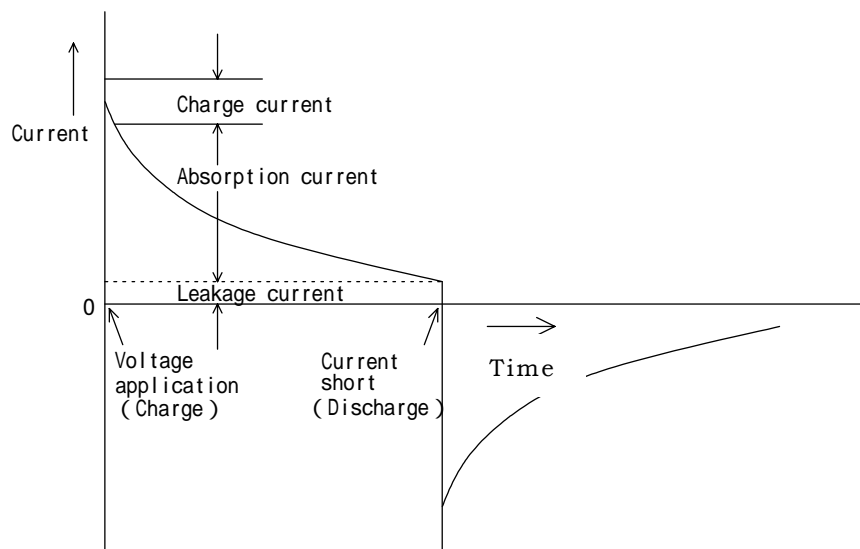 Charge current
Current
Absorption current
Leakage current
0
Voltage
application
(Charge)
Current
short
(Discharge)
Time